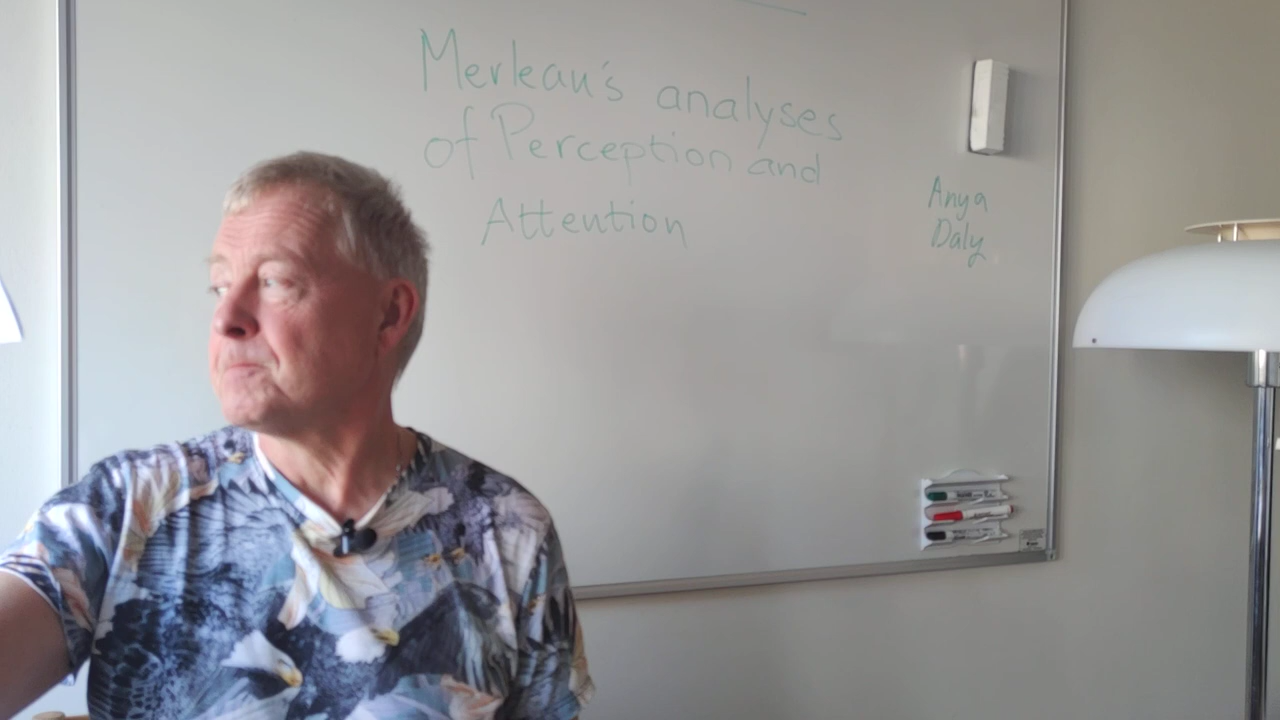 Merleau's analyses
of Perception and
Attention
Anya
Daly